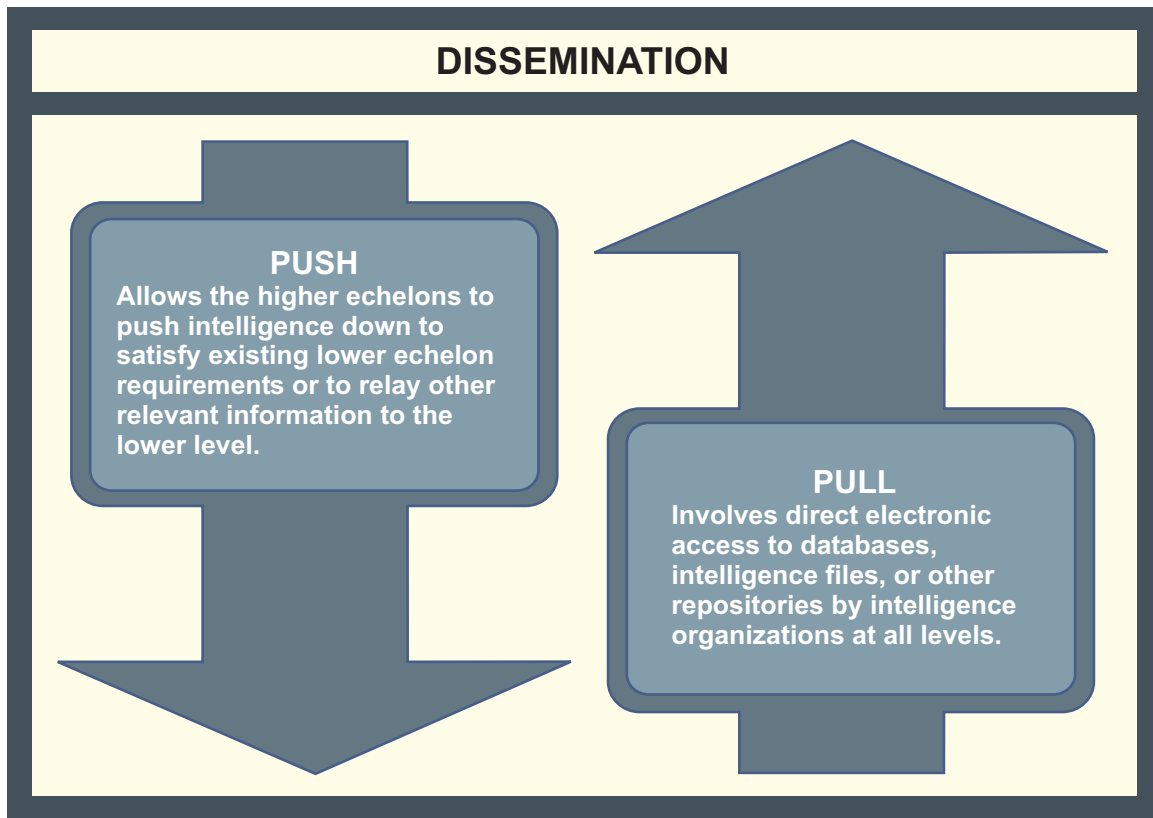 DISSEMINATION
PUSH
Allows the higher echelons to
push intelligence down to
satisfy existing lower echelon
requirements or to relay other
relevant information to the
lower level.
PULL
Involves direct electronic
access to databases,
intelligence files, or other
repositories by intelligence
organizations at all levels.